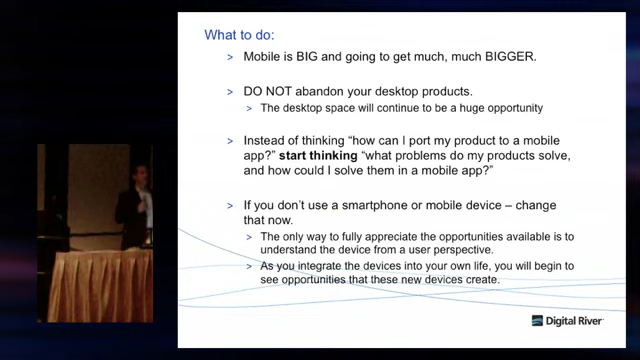 What to do:
> Mobile is BIG and going to get much, much BIGGER.
> DO NOT abandon your desktop products.
> The desktop space will continue to be a huge opportunity
> Instead of thinking “how can I port my product to a mobile
app?” start thinking “what problems do my products solve,
and how could I solve them in a mobile app?”
> If you don’t use a smartphone or mobile device – change
that now.
> The only way to fully appreciate the opportunities available is to
understand the device from a user perspective.
> As you integrate the devices into your own life, you will begin to
see opportunities that these new devices create.
Digital River